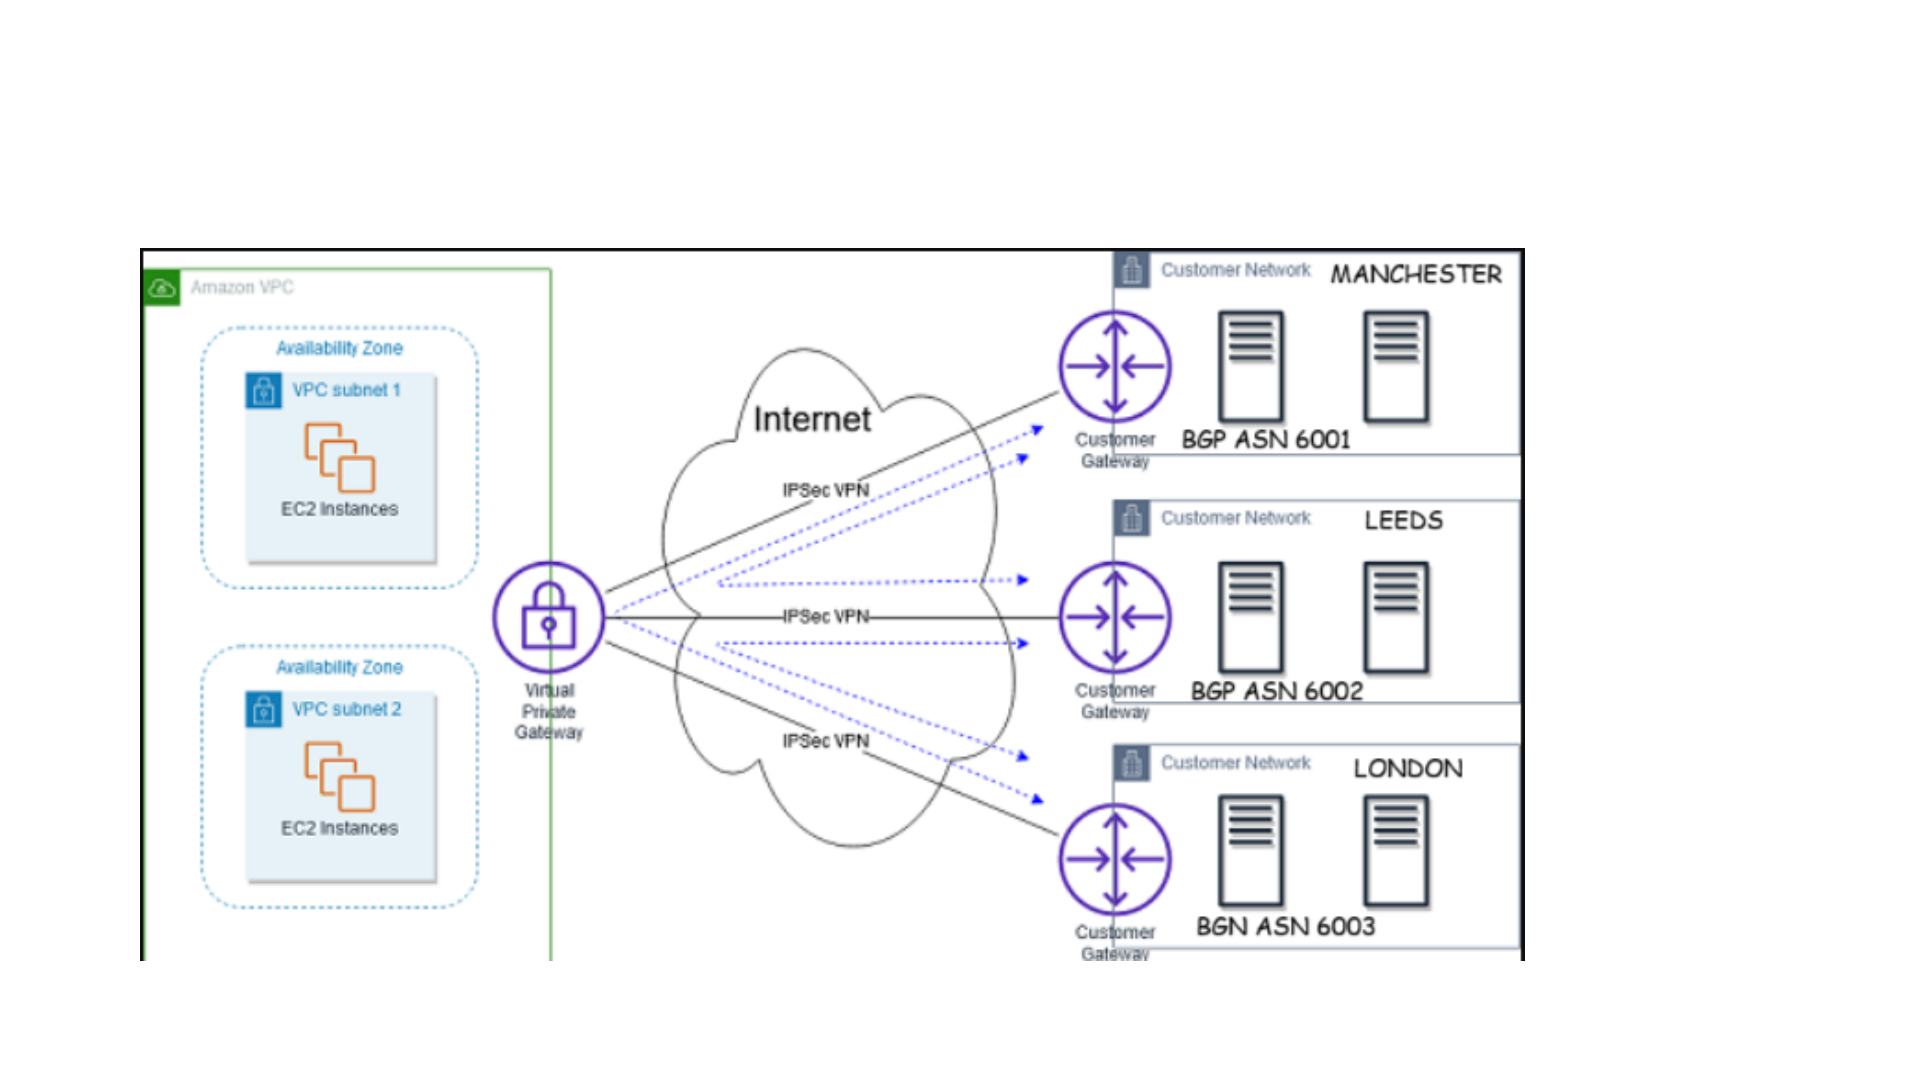 Amazon VPC
Availability Zone
VPC subnet 1
EC2 Instances
Availability Zone
VPC subnet 2
EC2 Instances
Virtual
Private
Gateway
Internet
IPSec VPN
IPSec VPN
IPSec VPN
Customer Network MANCHESTER
BGP ASN 6001
Customer
Gateway
Customer Network LEEDS
BGP ASN 6002
Customer
Gateway
Customer Network LONDON
BGN ASN 6003
Customer
Gateway